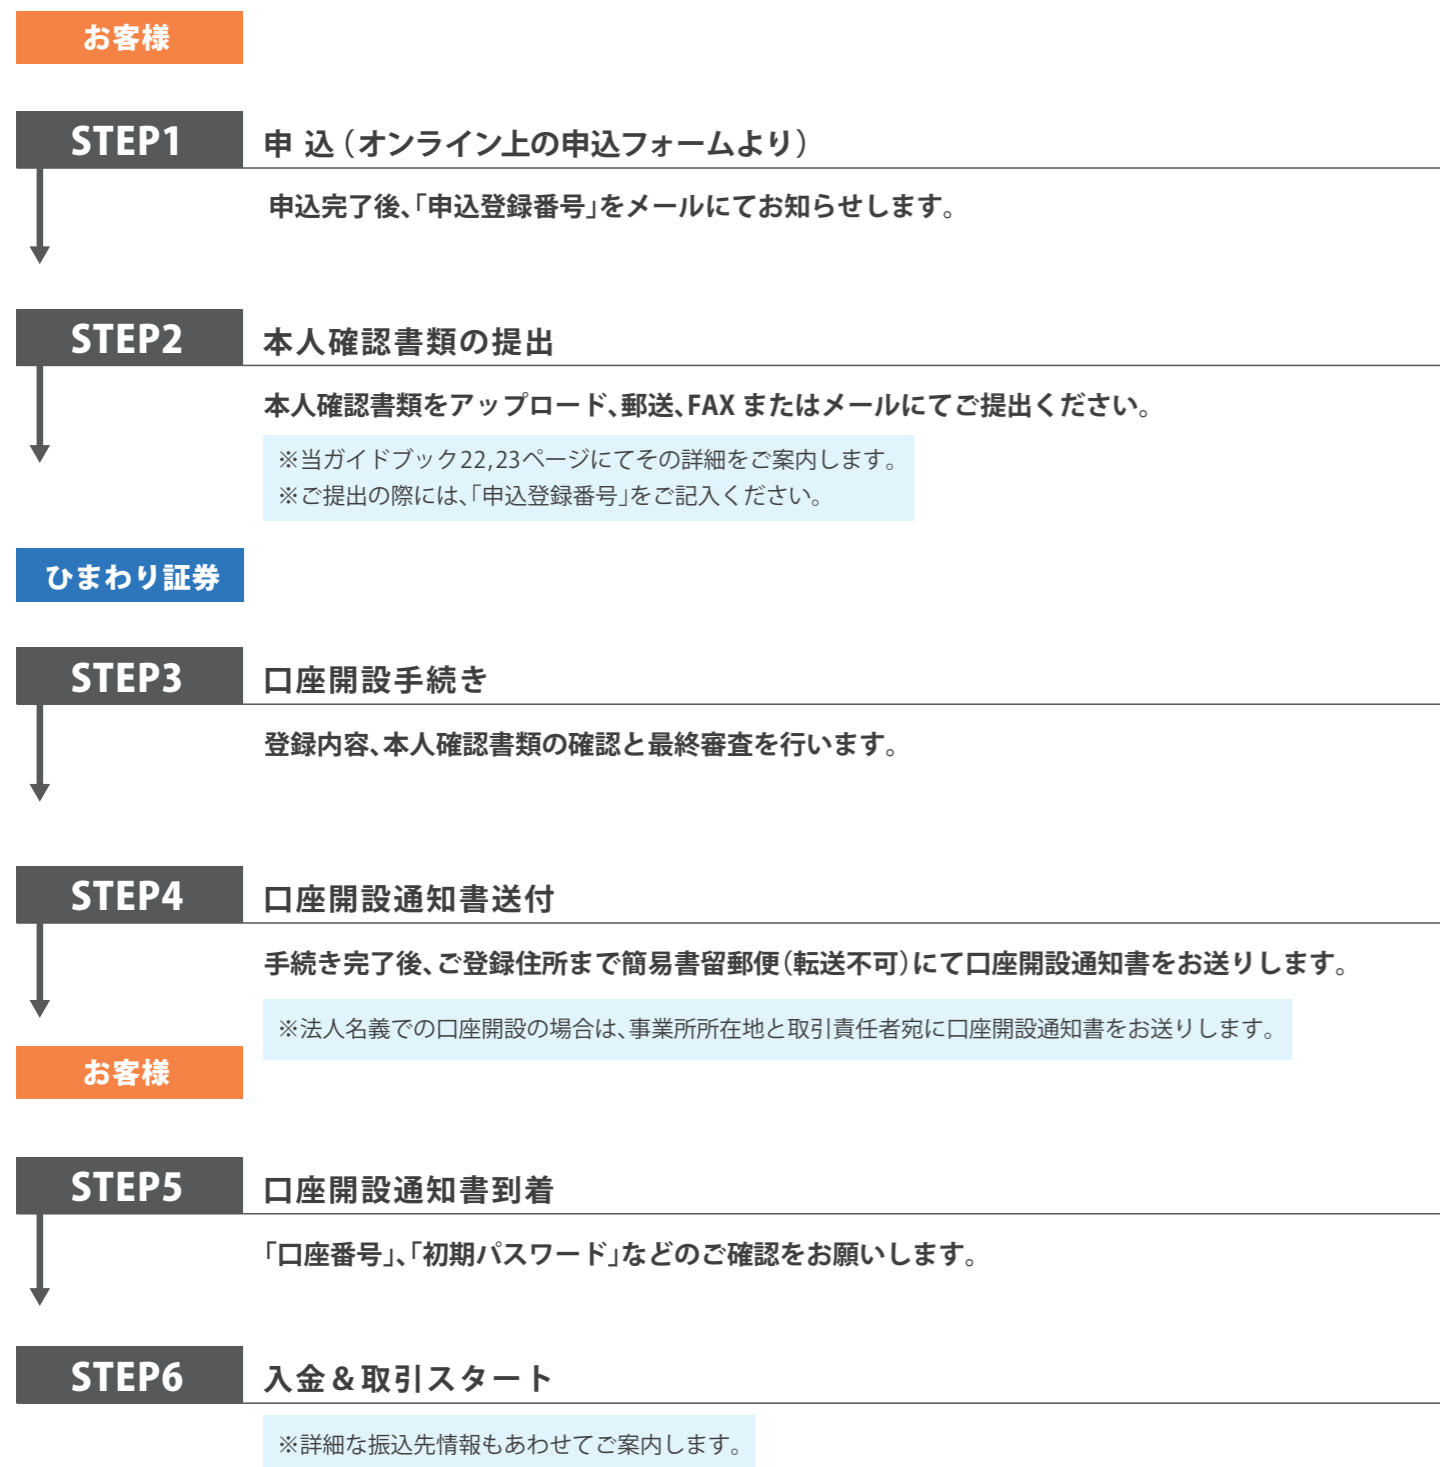 お客様
STEP1
申 込（オンライン上の申込フォームより）
申込完了後、「申込登録番号」をメールにてお知らせします。
STEP2
本人確認書類の提出
本人確認書類をアップロード、郵送、FAX またはメールにてご提出ください。
※当ガイドブック22,23ページにてその詳細をご案内します。
※ご提出の際には、「申込登録番号」をご記入ください。
ひまわり証券
STEP3
口座開設手続き
登録内容、本人確認書類の確認と最終審査を行います。
STEP4
口座開設通知書送付
手続き完了後、ご登録住所まで簡易書留郵便（転送不可）にて口座開設通知書をお送りします。
※法人名義での口座開設の場合は、事業所所在地と取引責任者宛に口座開設通知書をお送りします。
お客様
STEP5
口座開設通知書到着
「口座番号」、「初期パスワード」などのご確認をお願いします。
STEP6
入金＆取引スタート
※詳細な振込先情報もあわせてご案内します。